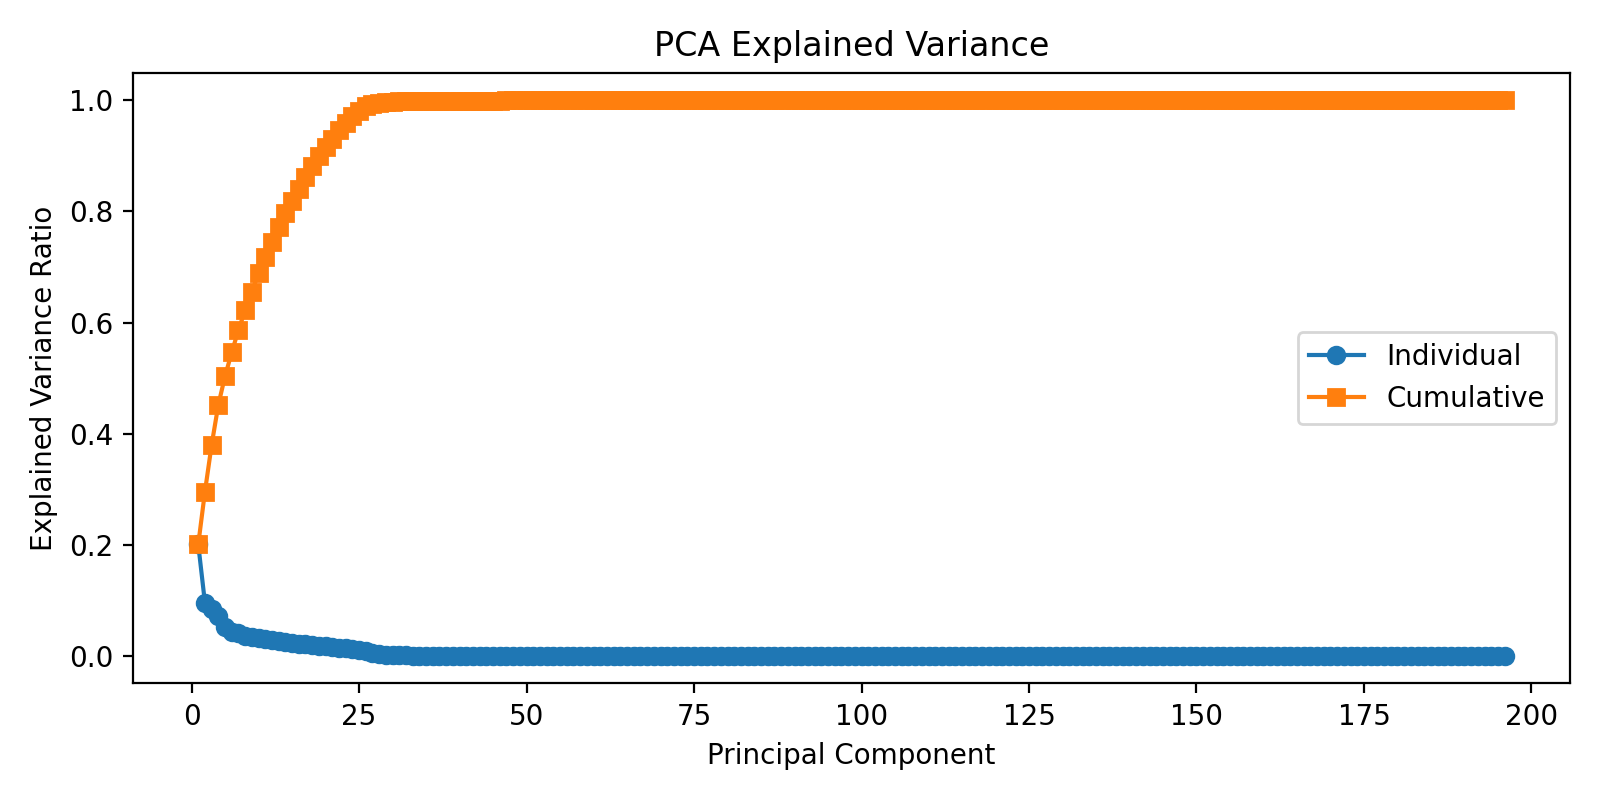 PCA Explained Variance
Explained Variance Ratio
1.0
0.8
0.6
0.4
0.2
0.0
Individual
Cumulative
0 25 50 75 100 125 150 175 200
Principal Component